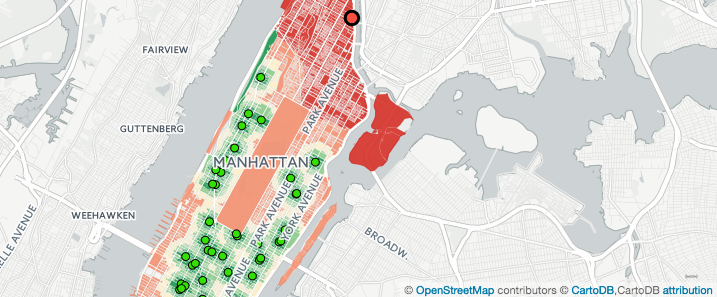 FAIRVIEW
PARK AVENUE
GUTTENBERG
MANHATTAN
PARK AVENUE
YORK AVENUE
WEEHAWKEN
BROADW.
ELLE AVENUE
AVENUE
© OpenStreetMap contributors © CartoDB,CartoDB attribution